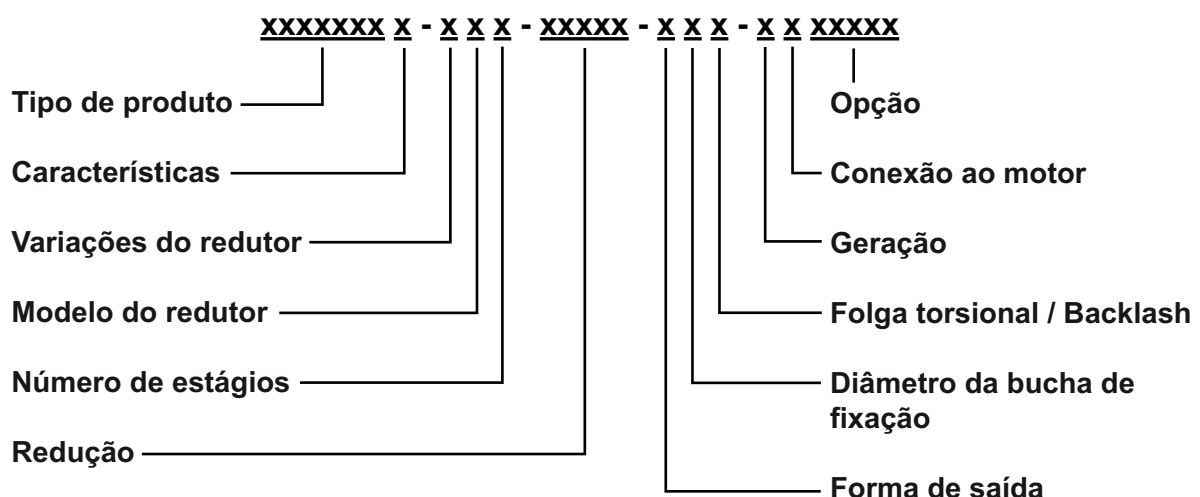 xxxxxxx x - x x x - xxxxx - x x x - x x xxxxx
Tipo de produto
Características
Variações do redutor
Modelo do redutor
Número de estágios
Redução
Opção
Conexão ao motor
Geração
Folga torsional / Backlash
Diâmetro da bucha de
fixação
Forma de saída